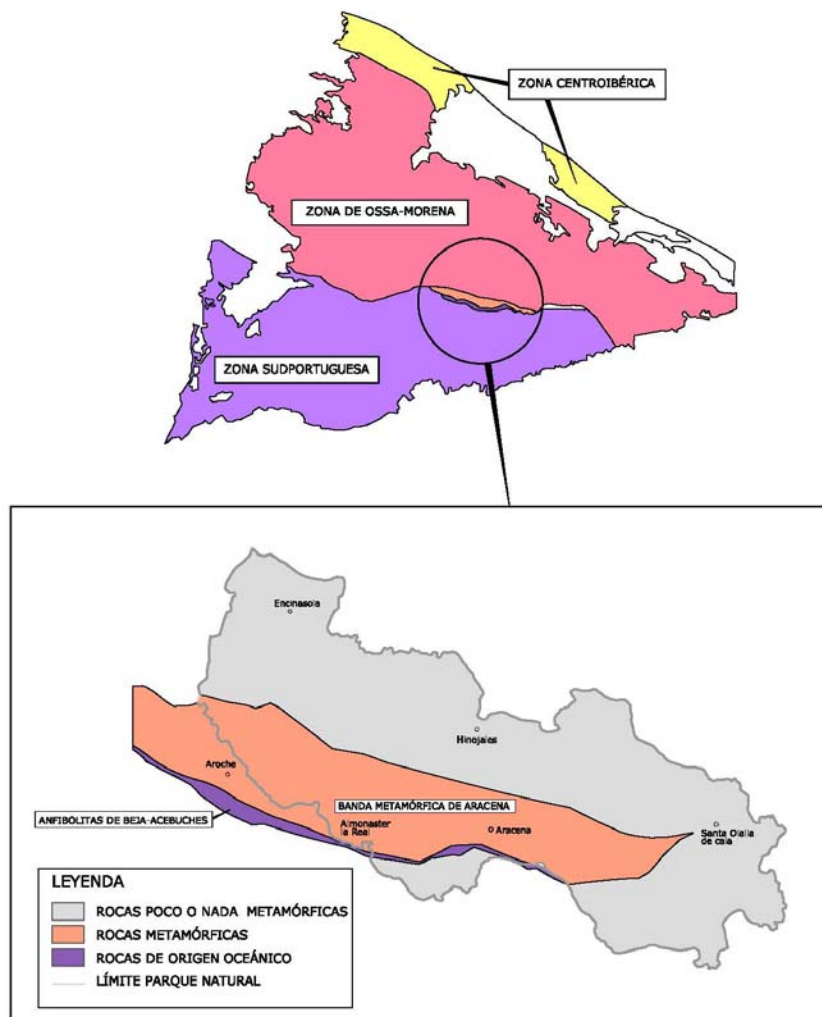 ZONA CENTROIBÉRICA
ZONA DE OSSA-MORENA
ZONA SUDPORTUGUESA
Encinasola
Hinojales
Aroche
BANDA METAMÓRFICA DE ARACENA
ANFIBOLITAS DE BEJA-ACEBUCHES
Almonaster
la Real
Aracena
Santa Olalla
de cala
LEYENDA
ROCAS POCO O NADA METAMÓRFICAS
ROCAS METAMÓRFICAS
ROCAS DE ORIGEN OCEÁNICO
LÍMITE PARQUE NATURAL